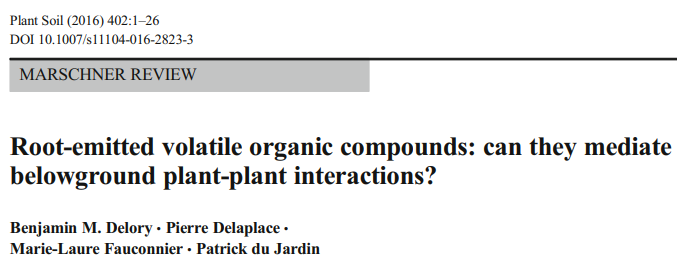 Plant Soil (2016) 402:1–26
DOI 10.1007/s11104-016-2823-3
MARSCHNER REVIEW
Root-emitted volatile organic compounds: can they mediate
belowground plant-plant interactions?
Benjamin M. Delory · Pierre Delaplace ·
Marie-Laure Fauconnier · Patrick du Jardin